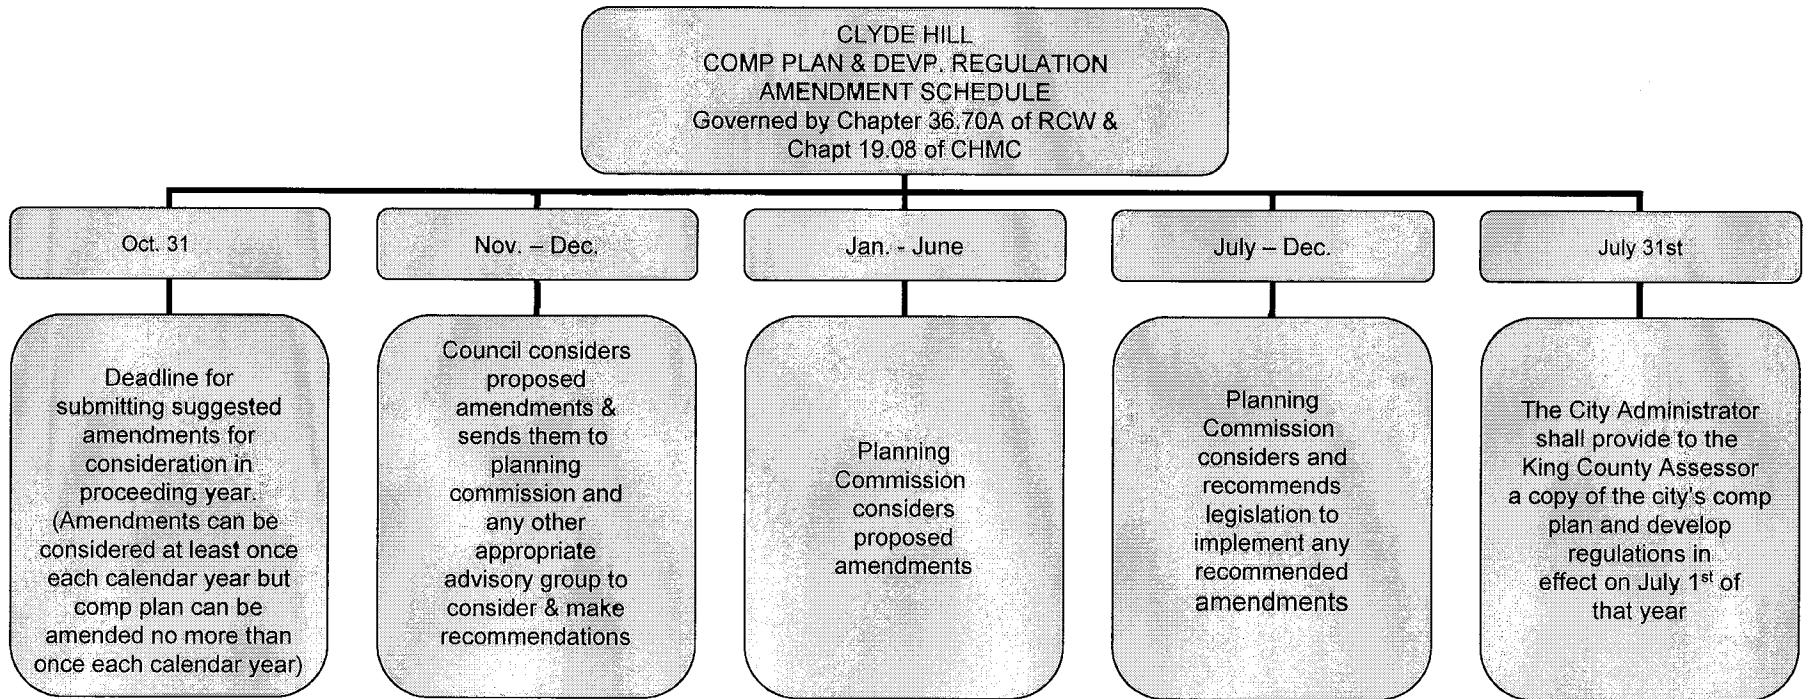 CLYDE HILL
COMP PLAN & DEVP. REGULATION
AMENDMENT SCHEDULE
Governed by Chapter 36.70A of RCW &
Chapt 19.08 of CHMC
Oct. 31
Nov. – Dec.
Jan. - June
July – Dec.
July 31st
Deadline for
submitting suggested
amendments for
consideration in
proceeding year.
(Amendments can be
considered at least once
each calendar year but
comp plan can be
amended no more than
once each calendar year)
Council considers
proposed
amendments &
sends them to
planning
commission and
any other
appropriate
advisory group to
consider & make
recommendations
Planning
Commission
considers
proposed
amendments
Planning
Commission
considers and
recommends
legislation to
implement any
recommended
amendments
The City Administrator
shall provide to the
King County Assessor
a copy of the city's comp
plan and develop
regulations in
effect on July 1st of
that year